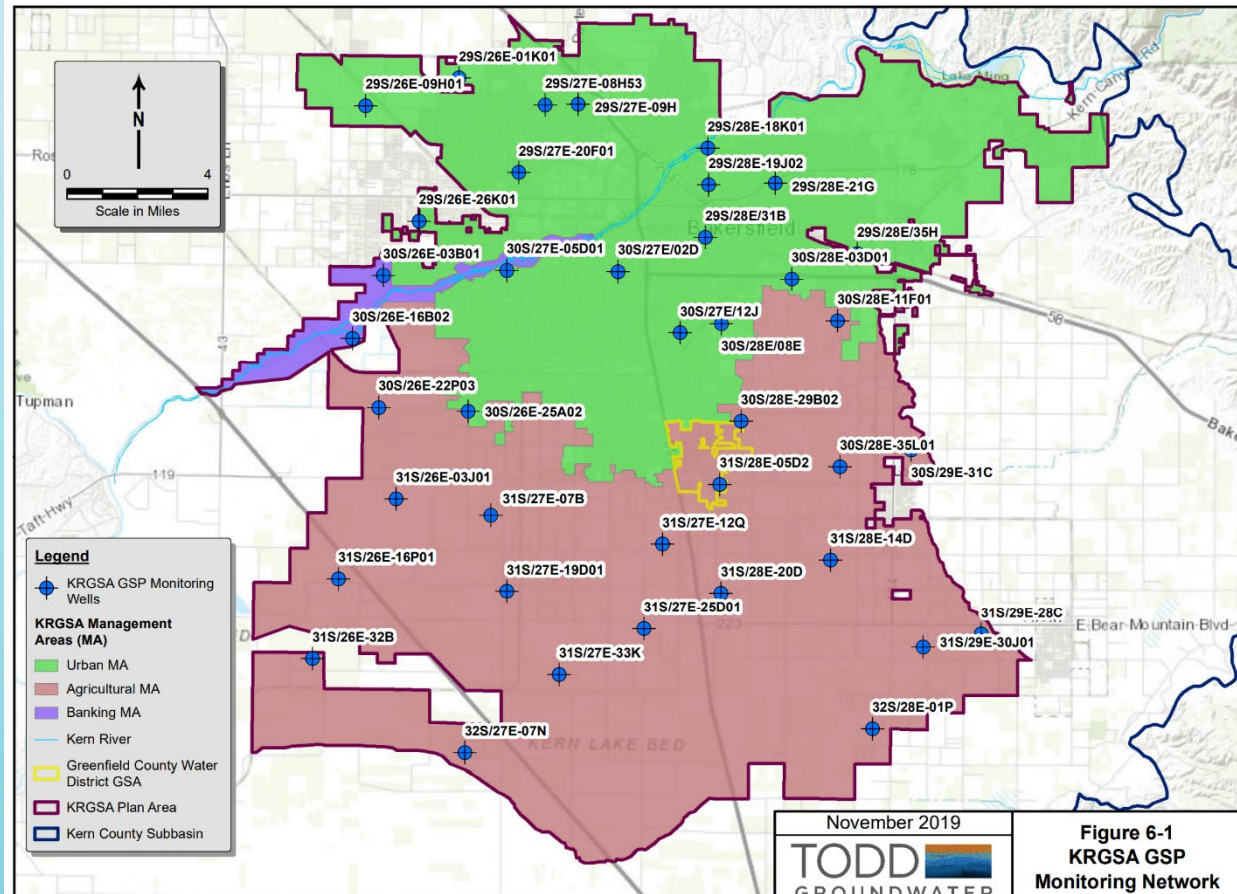 N
0
4
Scale in Miles
29S/26E-01K01
29S/26E-09H01
29S/27E-08H53
29S/27E-09H
Lake Ming
Kern Canyon Rd
29S/28E-18K01
29S/27E-20F01
29S/28E-19J02
178
29S/28E-21G
29S/26E-26K01
29S/28E/31B
Bakersfield
29S/28E/35H
30S/26E-03B01
30S/27E-05D01
30S/27E/02D
30S/28E-03D01
30S/28E-11F01
58
30S/26E-16B02
43
30S/27E/12J
30S/28E/08E
Tupman
30S/26E-22P03
30S/26E-25A02
30S/28E-29B02
119
30S/28E-35L01
30S/29E-31C
31S/28E-05D2
Taft-Hwy
31S/26E-03J01
31S/27E-07B
31S/27E-12Q
31S/28E-14D
31S/26E-16P01
31S/27E-19D01
31S/28E-20D
31S/27E-25D01
223
31S/29E-28C
E Bear-Mountain-Blvd
31S/29E-30J01
31S/26E-32B
31S/27E-33K
32S/28E-01P
32S/27E-07N
KERN LAKE BED
Legend
KRGSA GSP Monitoring
Wells
KRGSA Management
Areas (MA)
Urban MA
Agricultural MA
Banking MA
Kern River
Greenfield County Water
District GSA
KRGSA Plan Area
Kern County Subbasin
November 2019
TODD
GROUNDWATER
Figure 6-1
KRGSA GSP
Monitoring Network